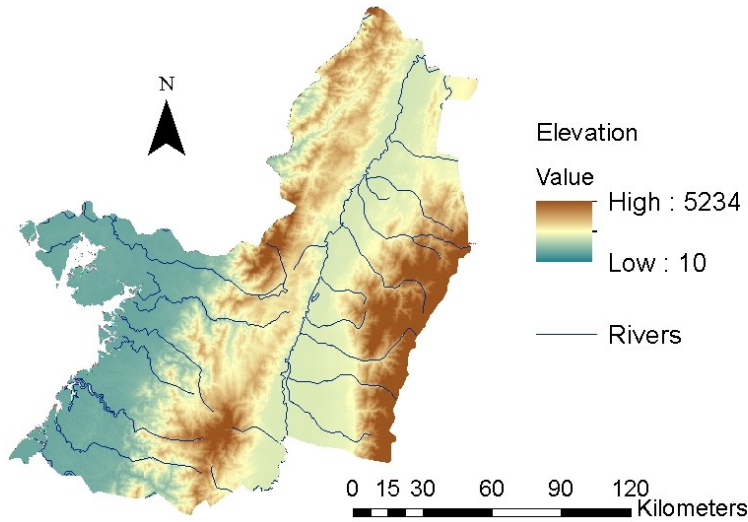 N
Elevation
Value
High : 5234
Low : 10
Rivers
0 15 30 60 90 120
Kilometers